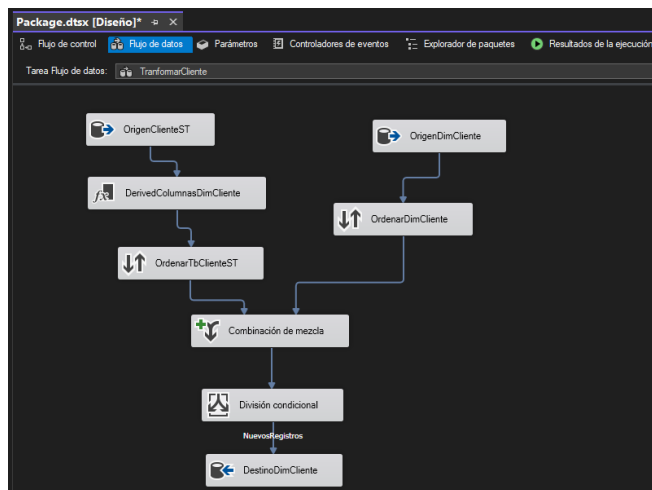 Package.dtsx [Diseño]*
Flujo de control Flujo de datos Parámetros Controladores de eventos Explorador de paquetes Resultados de la ejecución
Tarea Flujo de datos: TranformarCliente
OrigenClienteST
OrigenDimCliente
DerivedColumnasDimCliente
OrdenarDimCliente
OrdenarTbClienteST
Combinación de mezcla
División condicional
NuevosRegistros
DestinoDimCliente